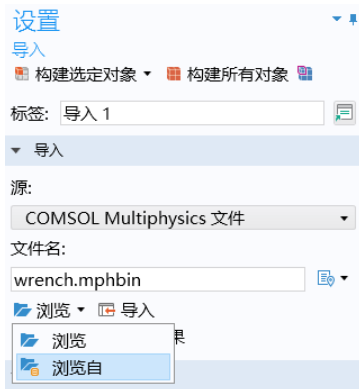 设置
导入
构建选定对象 构建所有对象
标签: 导入 1
导入
源:
COMSOL Multiphysics 文件
文件名:
wrench.mphbin
浏览 导入
浏览 果
浏览自